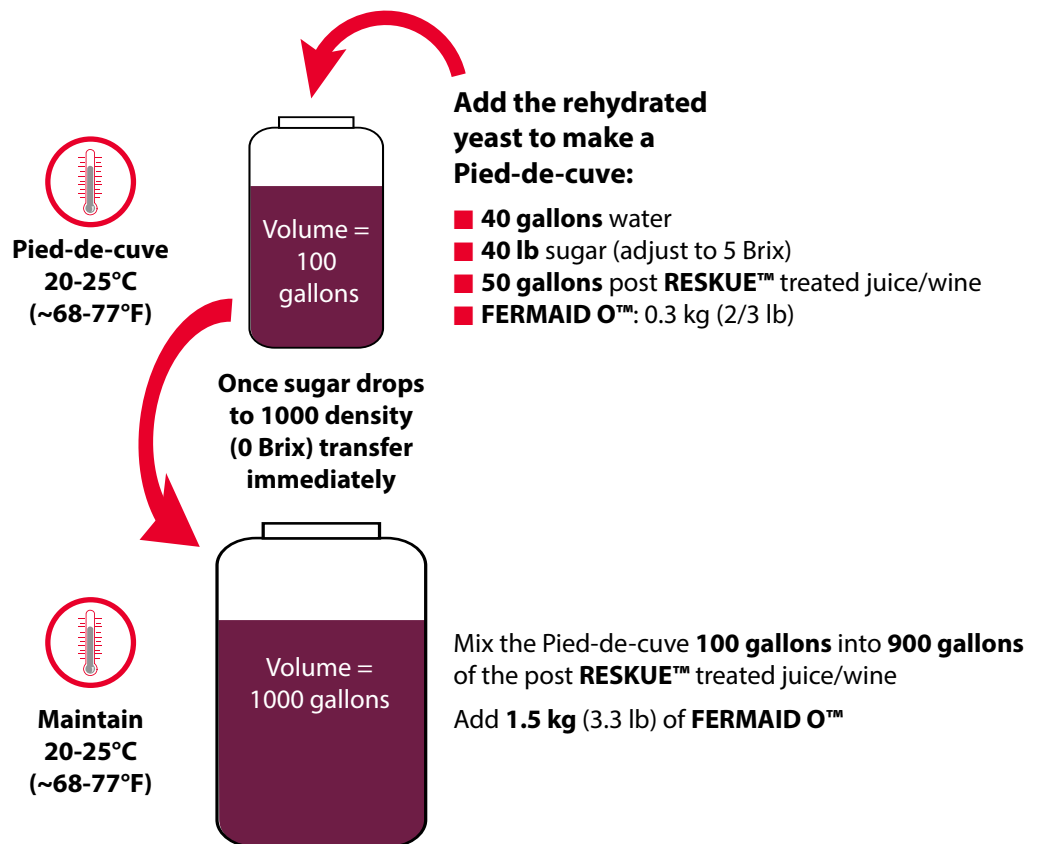 Add the rehydrated
yeast to make a
Pied-de-cuve:
40 gallons water
40 lb sugar (adjust to 5 Brix)
50 gallons post RESKUE™ treated juice/wine
FERMAID O™: 0.3 kg (2/3 lb)
Volume =
100
gallons
Pied-de-cuve
20-25°C
(~68-77°F)
Once sugar drops
to 1000 density
(0 Brix) transfer
immediately
Volume =
1000 gallons
Maintain
20-25°C
(~68-77°F)
Mix the Pied-de-cuve 100 gallons into 900 gallons
of the post RESKUE™ treated juice/wine
Add 1.5 kg (3.3 lb) of FERMAID O™